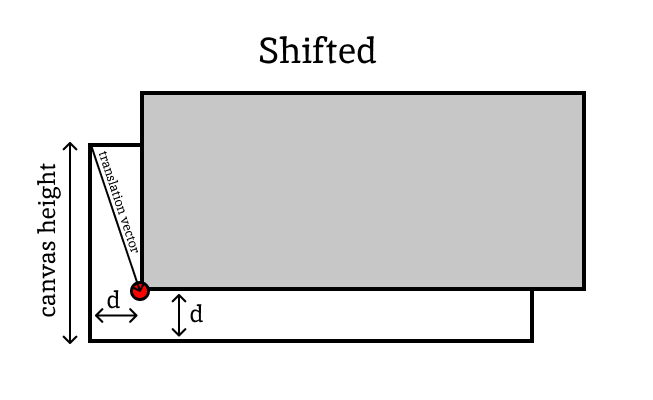 Shifted
canvas height
translation vector
d
d